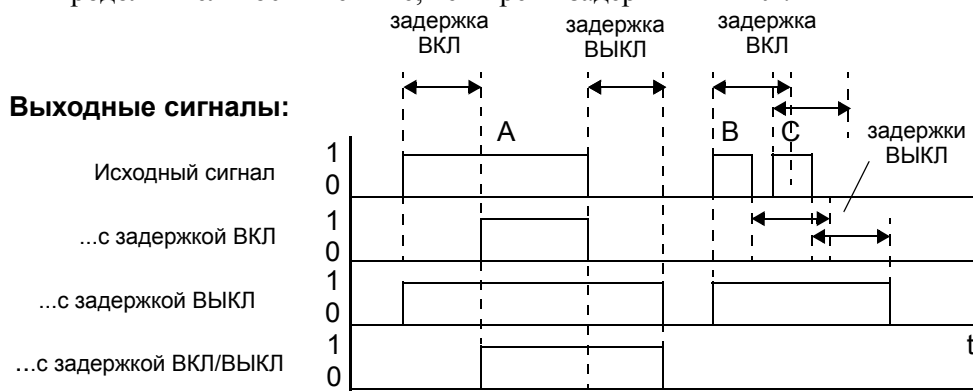 задержка
ВКЛ
задержка
ВЫКЛ
задержка
ВКЛ
Выходные сигналы:
A
B
C
задержки
ВЫКЛ
Исходный сигнал
1
0
...с задержкой ВКЛ
1
0
...с задержкой ВЫКЛ
1
0
...с задержкой ВКЛ/ВЫКЛ
1
0
t